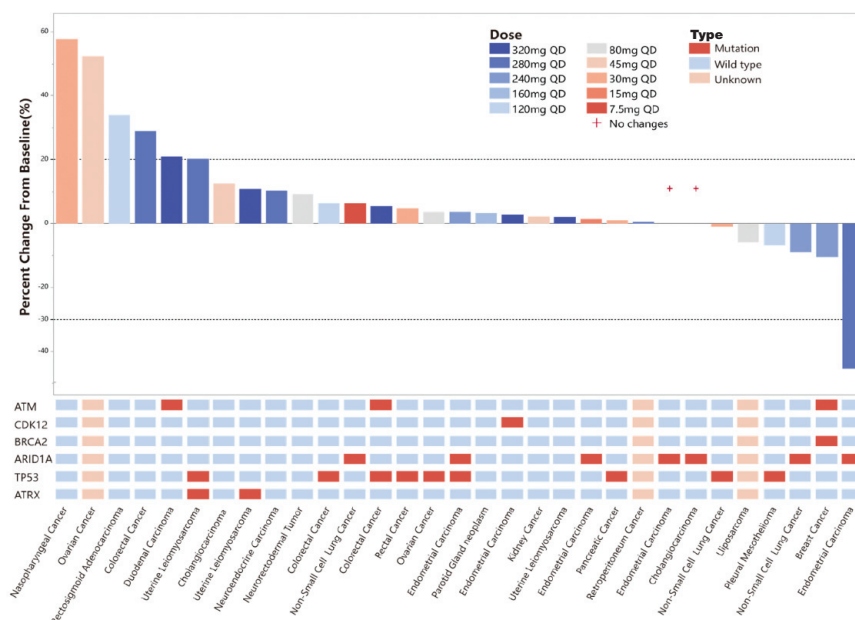 Percent Change From Baseline(%)
60
40
20
0
-20
-30
-40
Dose
320mg QD
280mg QD
240mg QD
160mg QD
120mg QD
80mg QD
45mg QD
30mg QD
15mg QD
7.5mg QD
+ No changes
Type
Mutation
Wild type
Unknown
ATM
CDK12
BRCA2
ARID1A
TP53
ATRX
Nasopharyngeal Cancer
Ovarian Cancer
Rectosigmoid Adenocarcinoma
Colorectal Cancer
Duodenal Carcinoma
Uterine Leiomyosarcoma
Cholangiocarcinoma
Uterine Leiomyosarcoma
Neuroendocrine Carcinoma
Neurorectodermal Tumor
Colorectal Cancer
Non-Small Cell Lung Cancer
Colorectal Cancer
Rectal Cancer
Ovarian Cancer
Endometrial Carcinoma
Parotid Gland neoplasm
Endometrial Carcinoma
Kidney Cancer
Uterine Leiomyosarcoma
Endometrial Carcinoma
Pancreatic Cancer
Retroperitoneum Cancer
Endometrial Carcinoma
Cholangiocarcinoma
Non-Small Cell Lung Cancer
Uliposarcoma
Pleural Mesothelioma
Non-Small Cell Lung Cancer
Breast Cancer
Endometrial Carcinoma